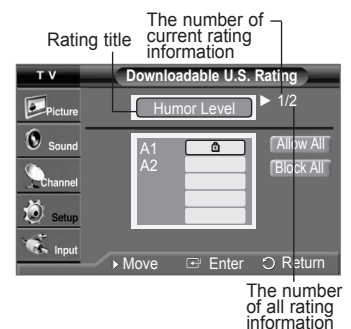 The number of
current rating
information
Rating title
T V
Downloadable U.S. Rating
Picture
Humor Level
▶ 1/2
Sound
A1
Allow All
A2
Block All
Channel
Setup
Input
Move
Enter
Return
The number
of all rating
information